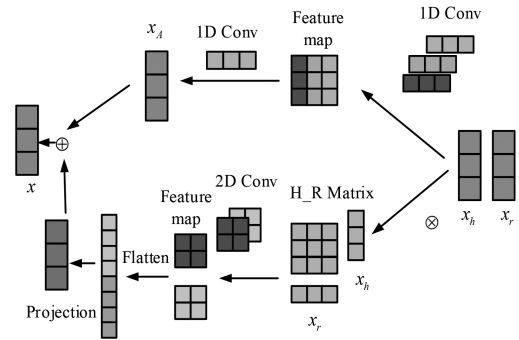 x_A
1D Conv
Feature
map
1D Conv
⊕
x
x_h
x_r
2D Conv
Feature
map
H_R Matrix
⊗
x_h
x_r
Flatten
Projection